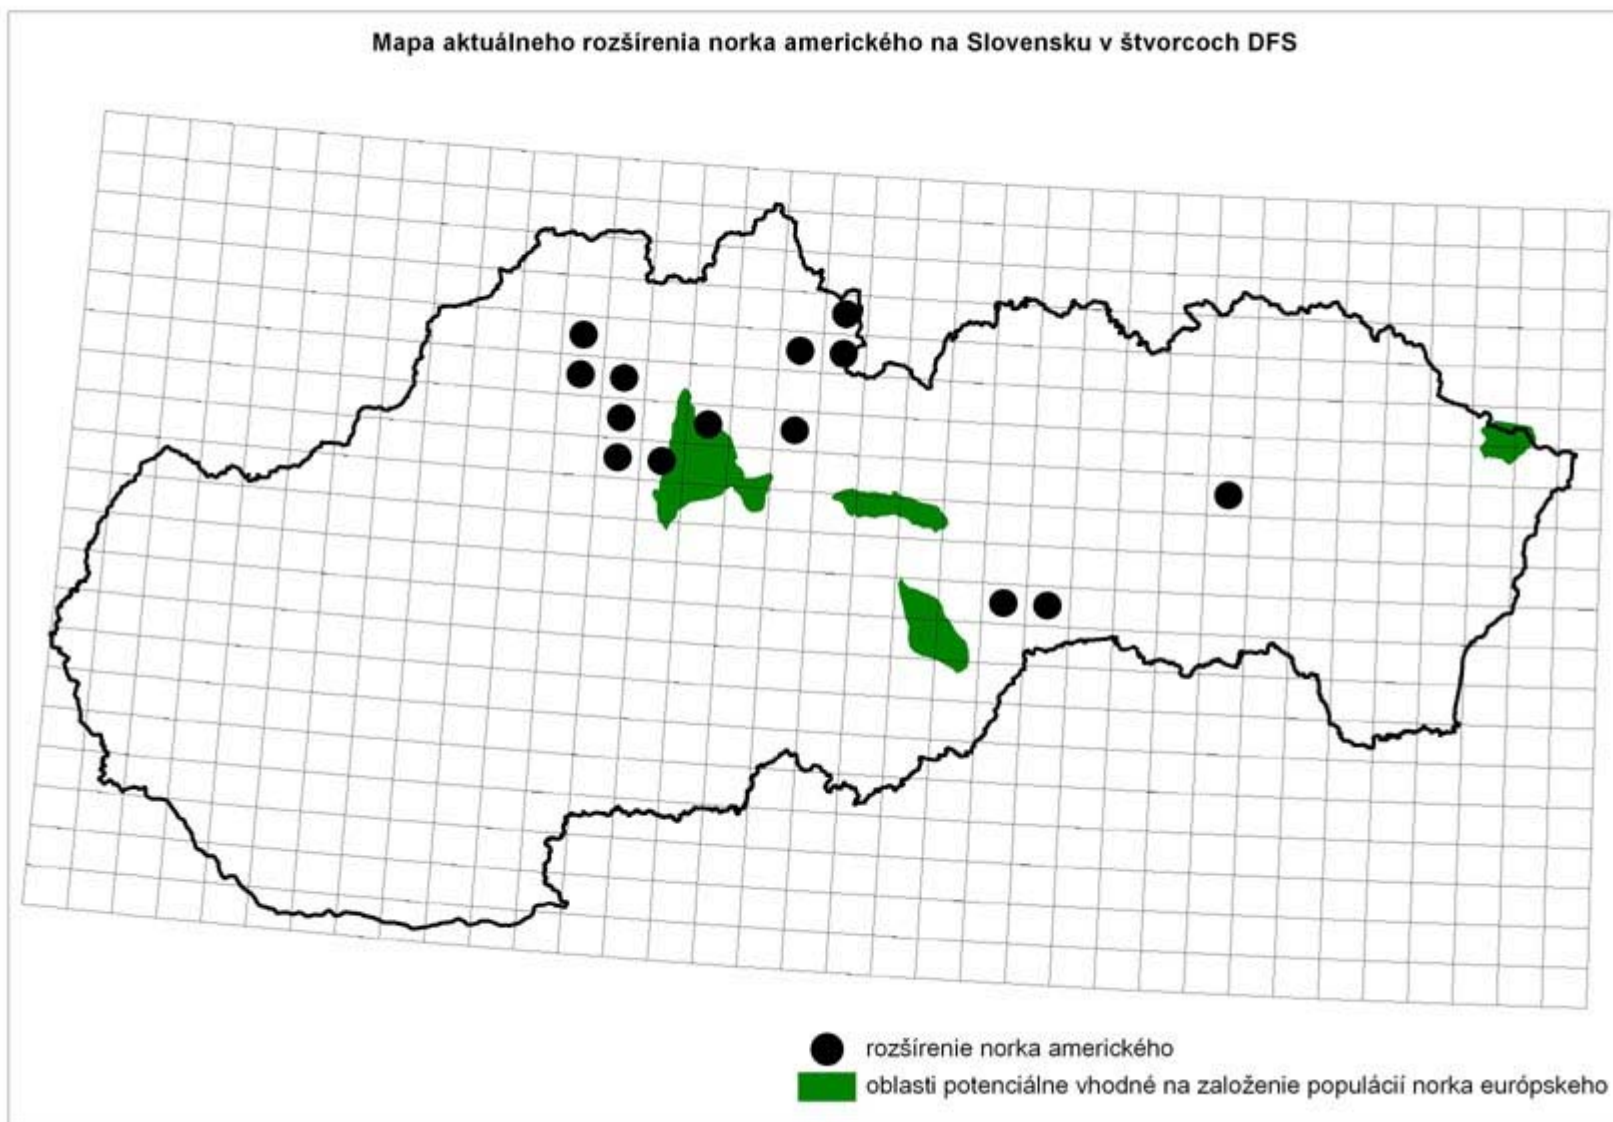 Mapa aktuálneho rozšírenia norka amerického na Slovensku v štvorcoch DFS
rozšírenie norka amerického
oblasti potenciálne vhodné na založenie populácií norka európskeho